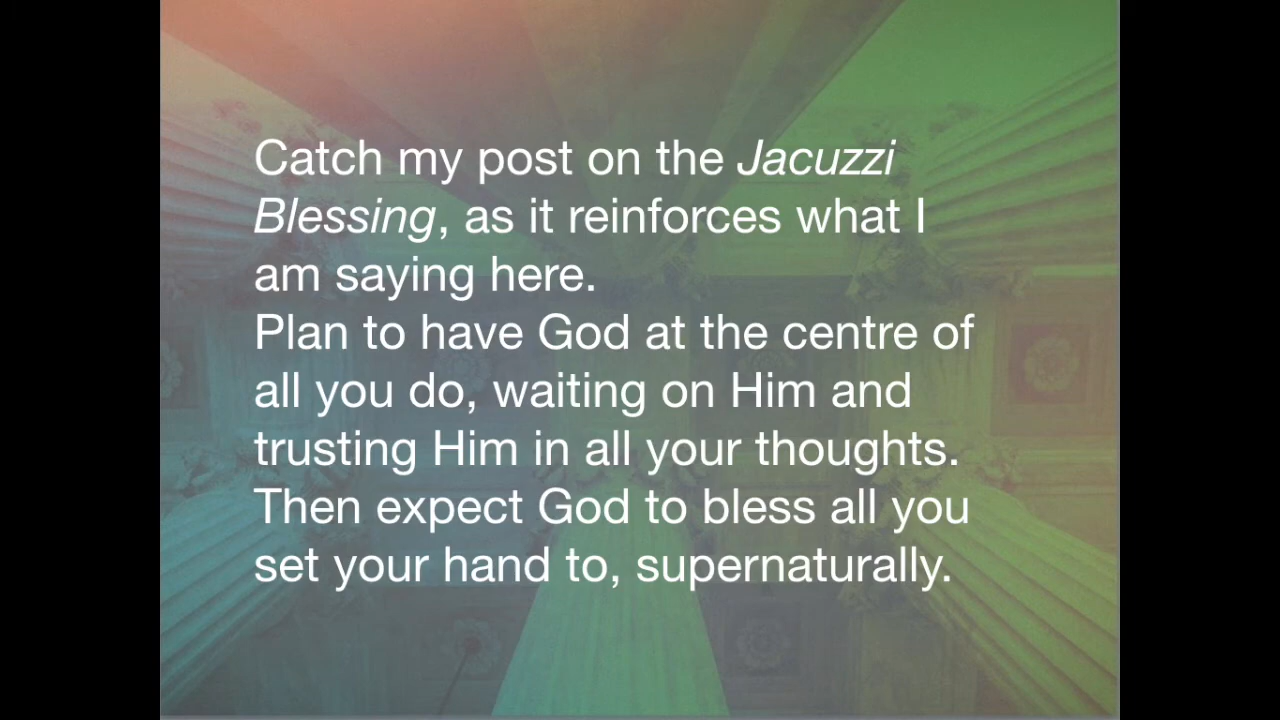 Catch my post on the Jacuzzi
Blessing, as it reinforces what I
am saying here.
Plan to have God at the centre of
all you do, waiting on Him and
trusting Him in all your thoughts.
Then expect God to bless all you
set your hand to, supernaturally.